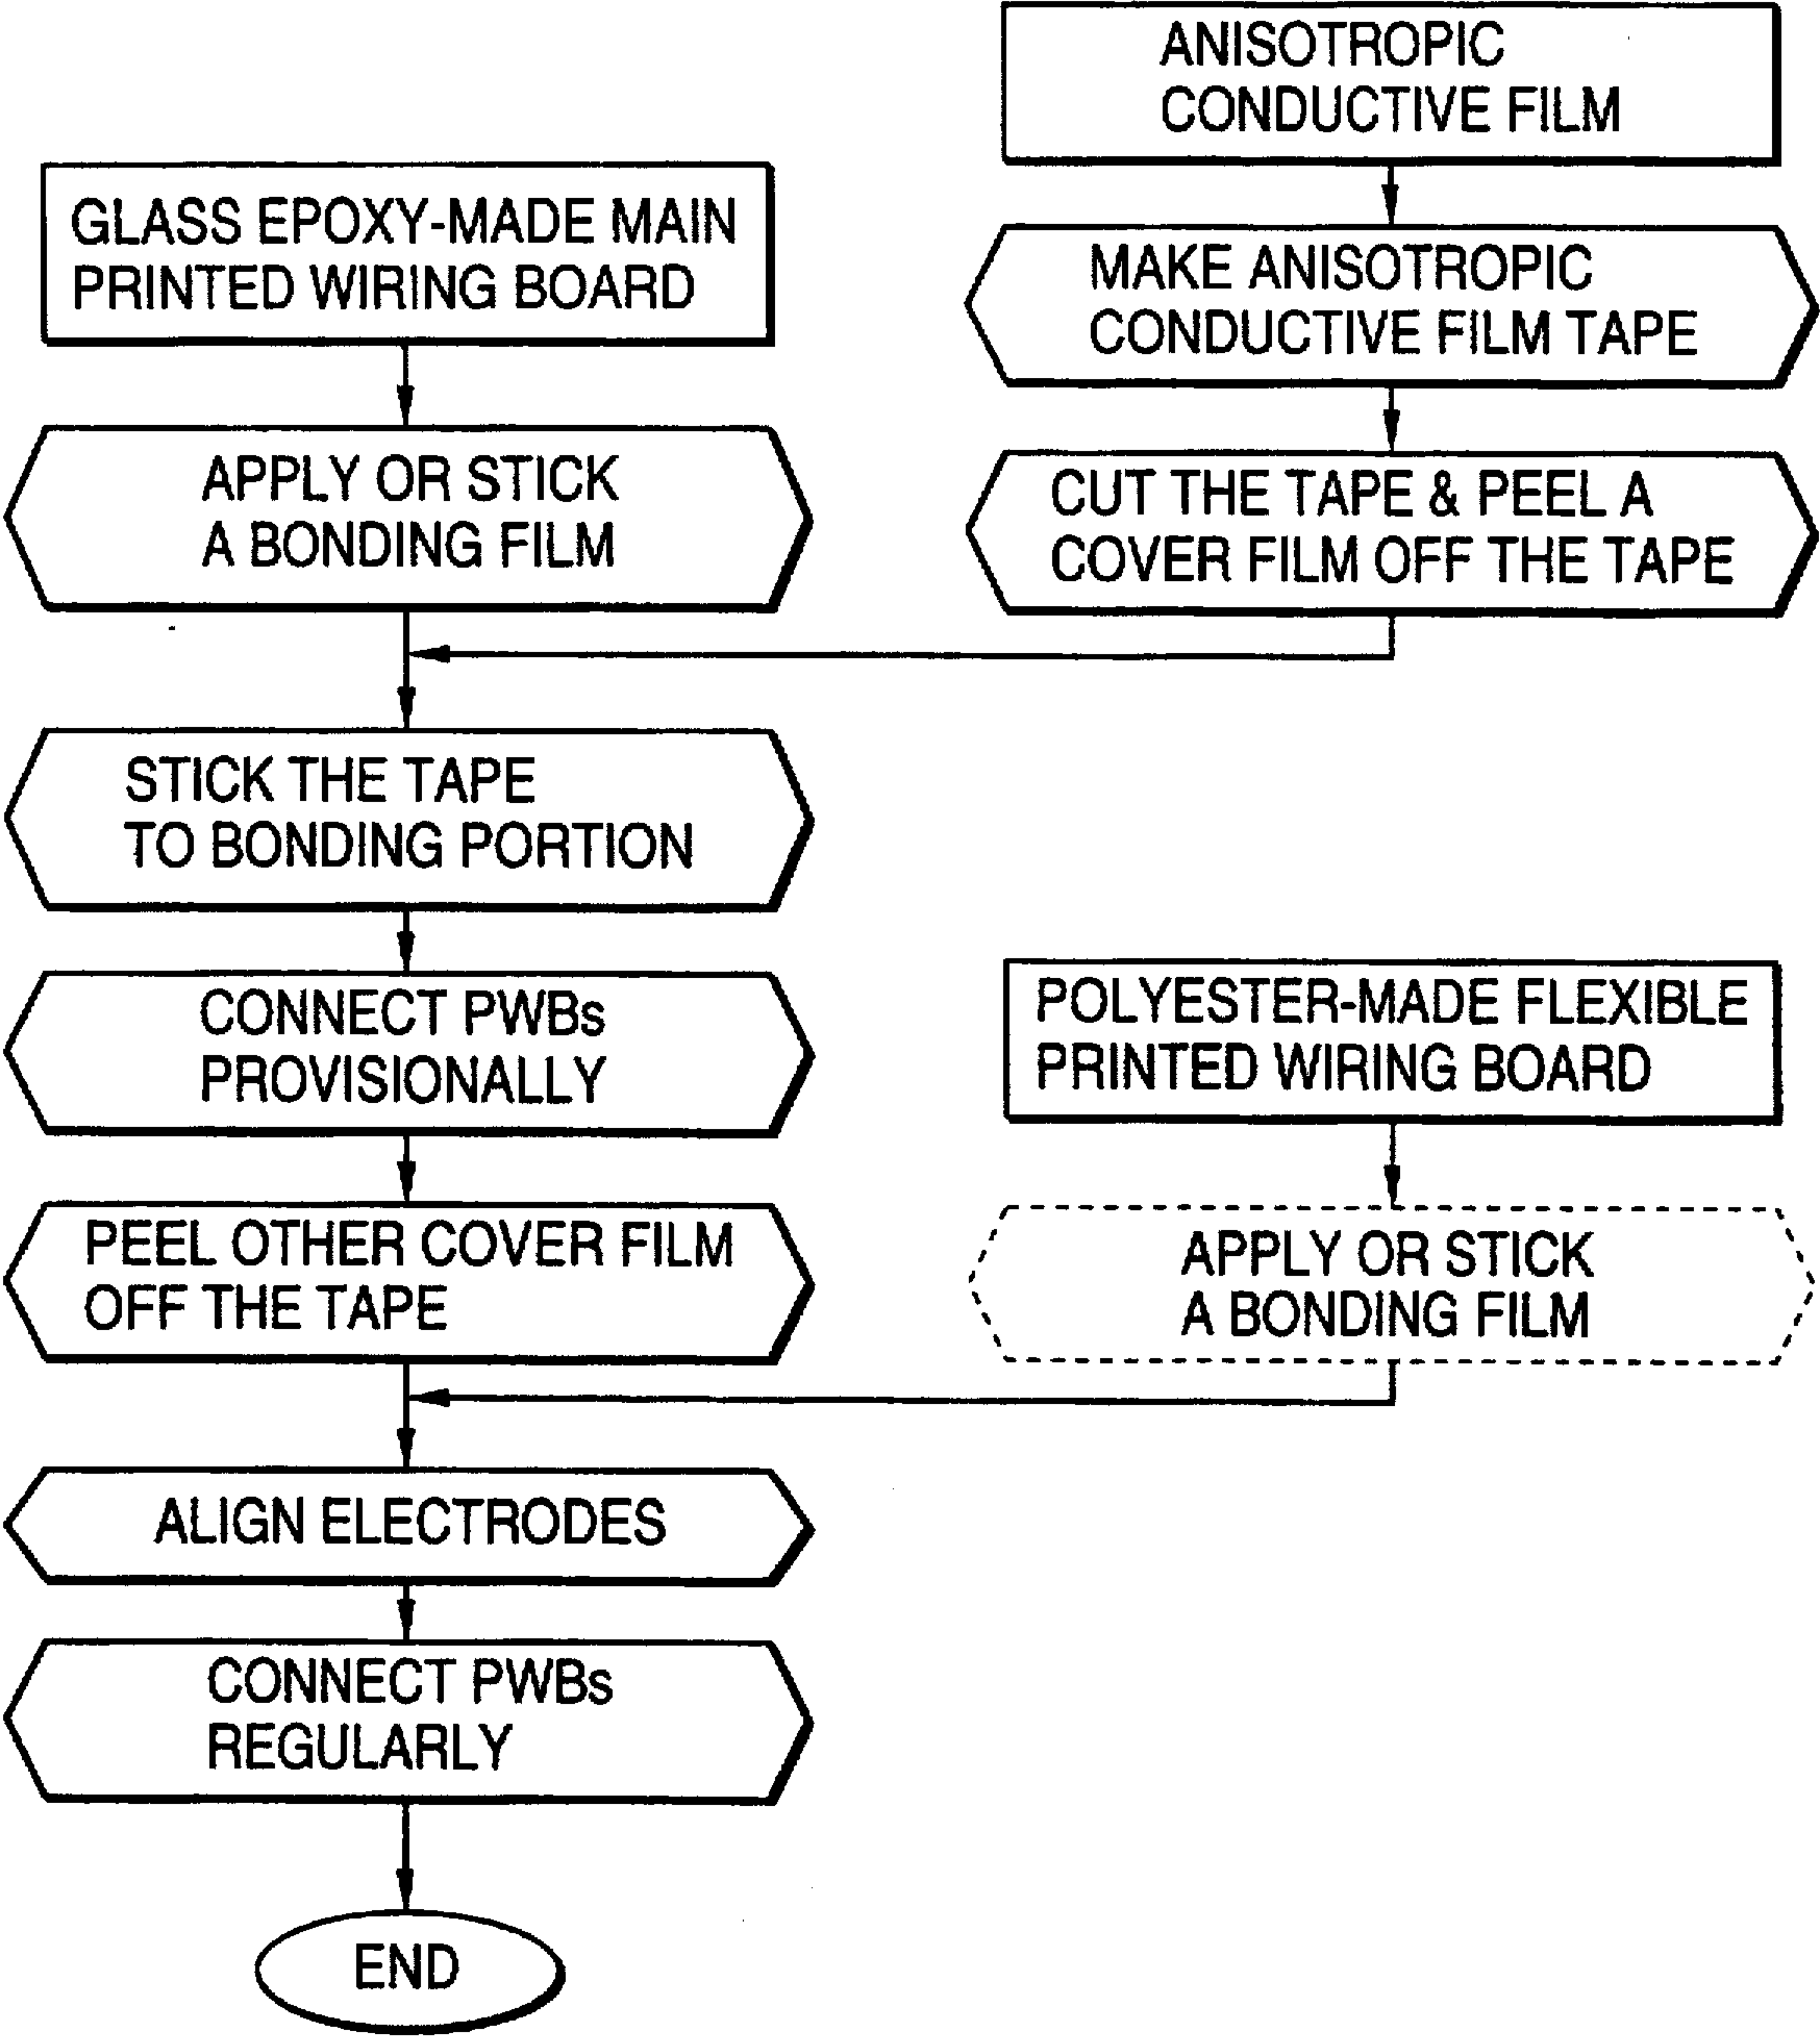 ANISOTROPIC
CONDUCTIVE FILM
GLASS EPOXY-MADE MAIN
PRINTED WIRING BOARD
MAKE ANISOTROPIC
CONDUCTIVE FILM TAPE
APPLY OR STICK
A BONDING FILM
CUT THE TAPE & PEEL A
COVER FILM OFF THE TAPE
STICK THE TAPE
TO BONDING PORTION
CONNECT PWBs
PROVISIONALLY
POLYESTER-MADE FLEXIBLE
PRINTED WIRING BOARD
PEEL OTHER COVER FILM
OFF THE TAPE
APPLY OR STICK
A BONDING FILM
ALIGN ELECTRODES
CONNECT PWBs
REGULARLY
END